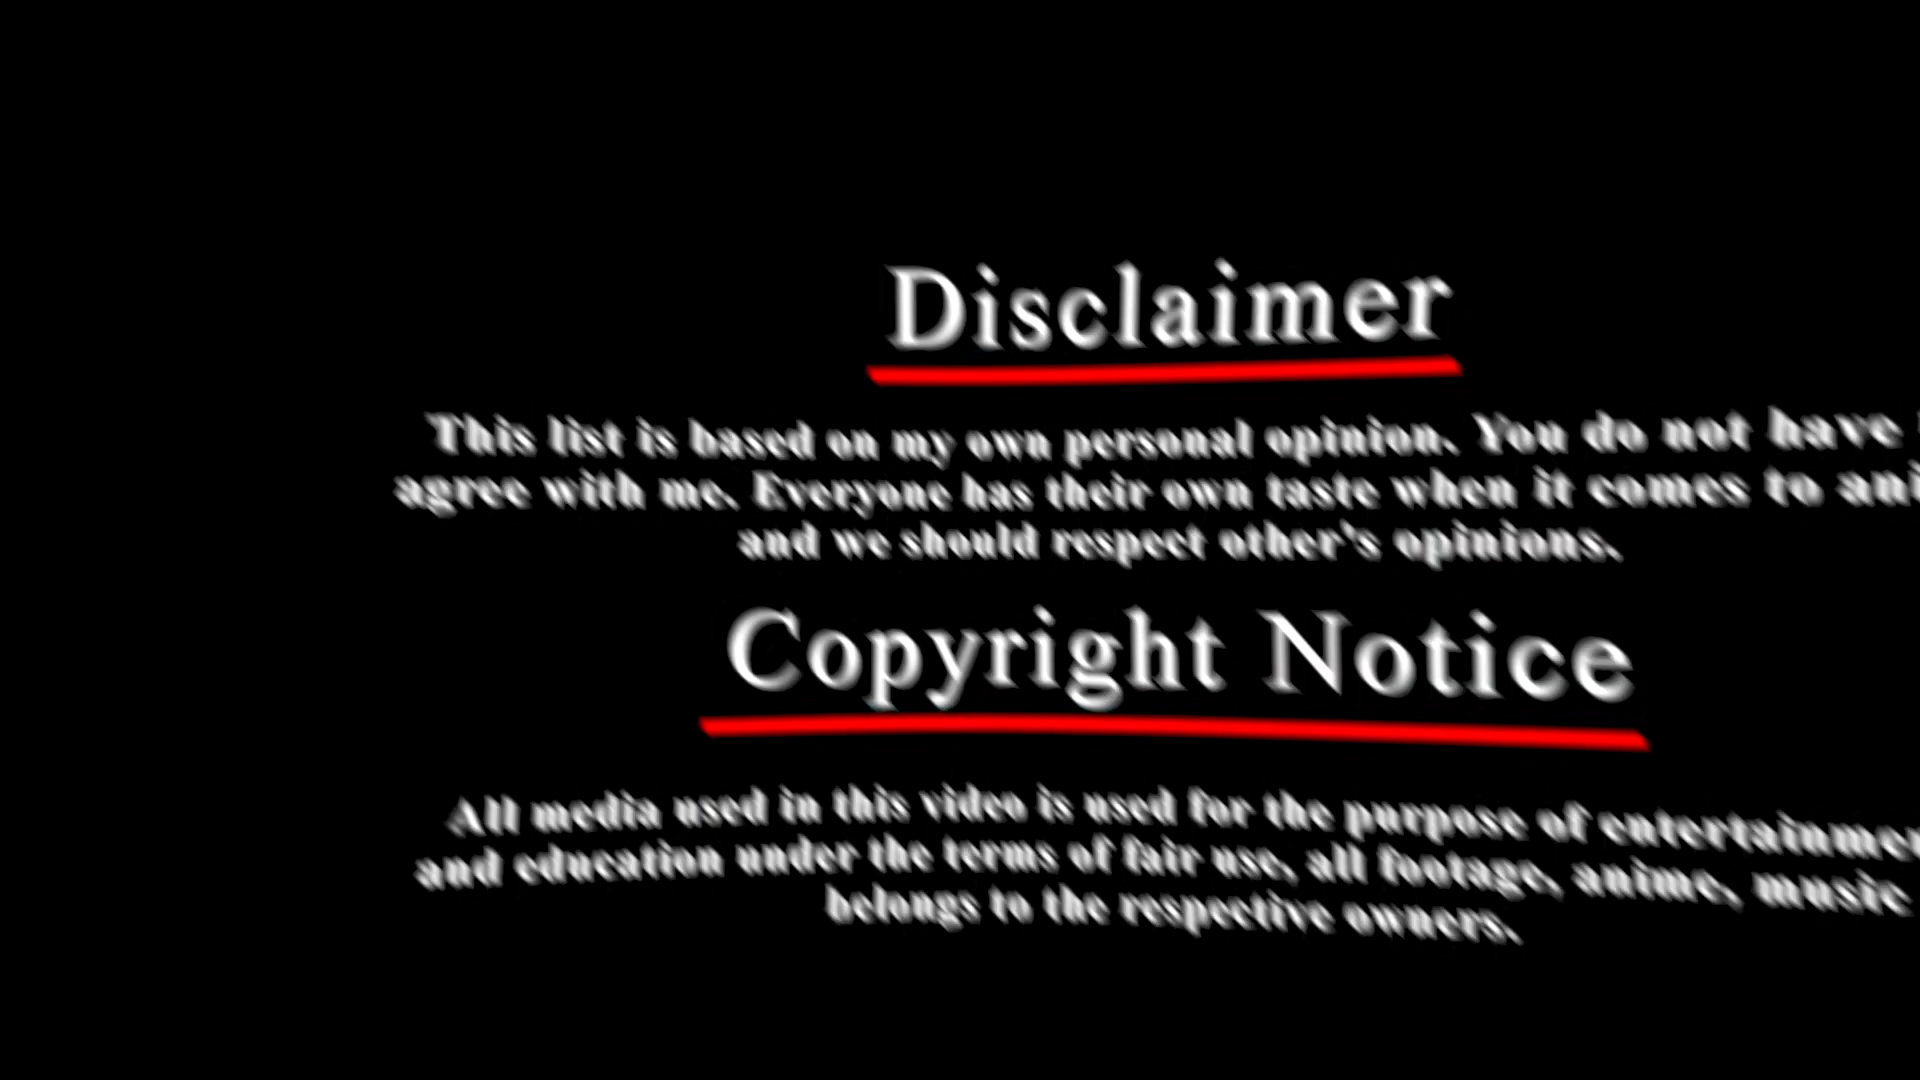 Disclaimer
This list is based on my own personal opinion. You do not have
agree with me. Everyone has their own taste when it comes to ani
and we should respect other's opinions.
Copyright Notice
All media used in this video is used for the purpose of entertainme
and education under the terms of fair use, all footage, anime, music
belongs to the respective owners.